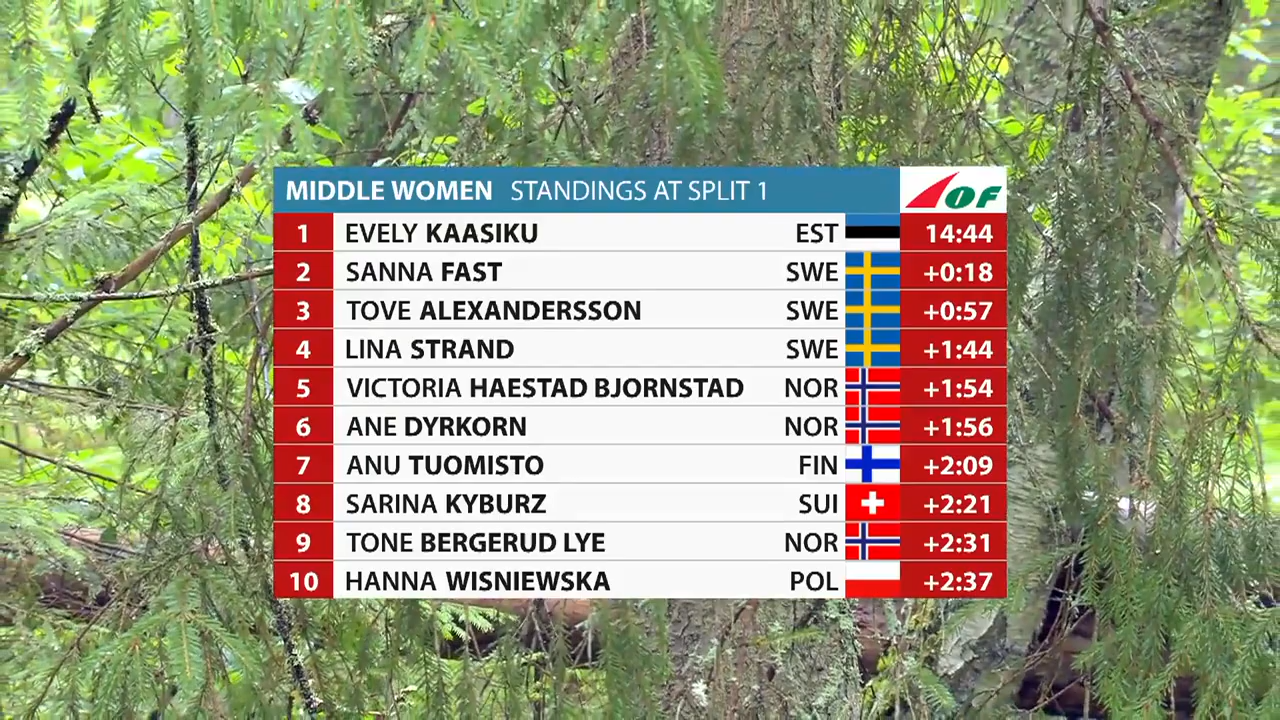 MIDDLE WOMEN STANDINGS AT SPLIT 1 IOF
1 EVELY KAASIKU EST 14:44
2 SANNA FAST SWE +0:18
3 TOVE ALEXANDERSSON SWE +0:57
4 LINA STRAND SWE +1:44
5 VICTORIA HAESTAD BJORNSTAD NOR +1:54
6 ANE DYRKORN NOR +1:56
7 ANU TUOMISTO FIN +2:09
8 SARINA KYBURZ SUI +2:21
9 TONE BERGERUD LYE NOR +2:31
10 HANNA WISNIEWSKA POL +2:37